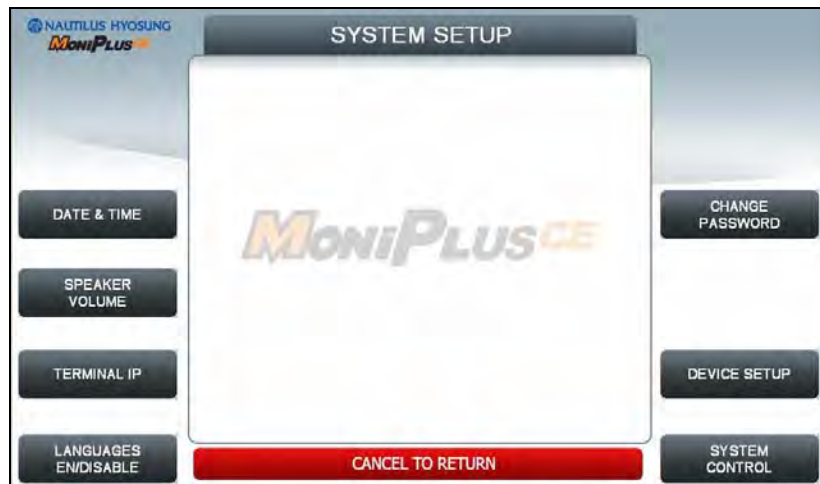 NAUTILUS HYOSUNG
MONIPLUS CE
SYSTEM SETUP
DATE & TIME
CHANGE
PASSWORD
MONIPLUS CE
SPEAKER
VOLUME
TERMINAL IP
DEVICE SETUP
LANGUAGES
EN/DISABLE
CANCEL TO RETURN
SYSTEM
CONTROL